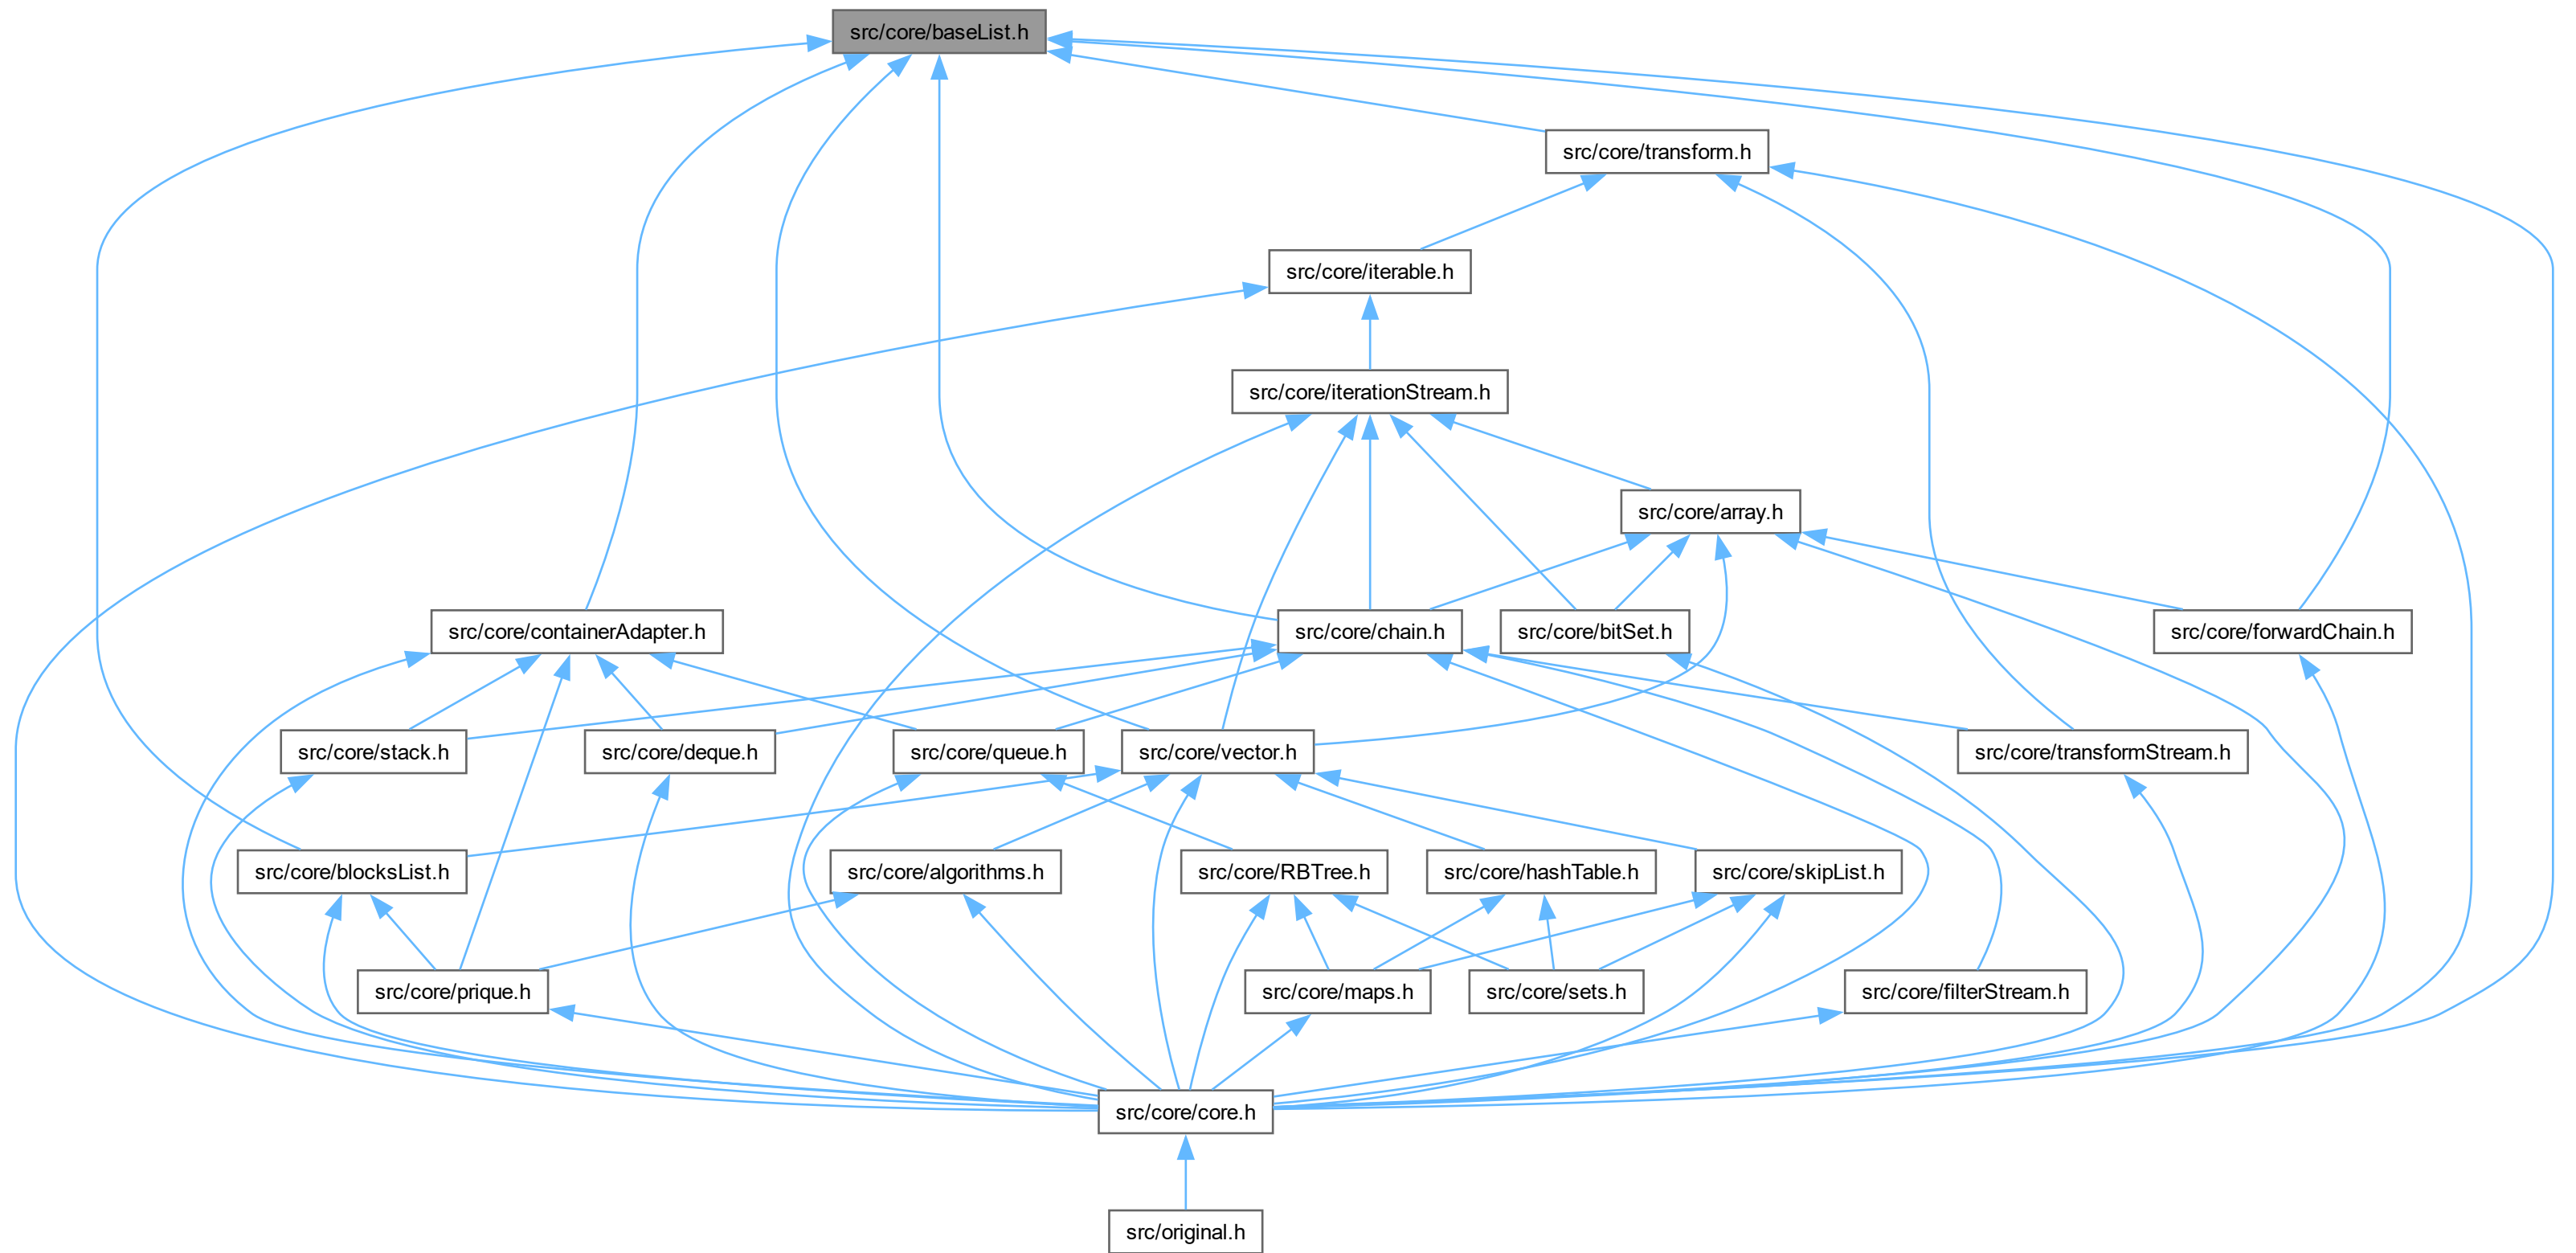 src/core/baseList.h
src/core/transform.h
src/core/iterable.h
src/core/iterationStream.h
src/core/array.h
src/core/containerAdapter.h
src/core/chain.h
src/core/bitSet.h
src/core/forwardChain.h
src/core/stack.h
src/core/deque.h
src/core/queue.h
src/core/vector.h
src/core/transformStream.h
src/core/blocksList.h
src/core/algorithms.h
src/core/RBTree.h
src/core/hashTable.h
src/core/skipList.h
src/core/prique.h
src/core/maps.h
src/core/sets.h
src/core/filterStream.h
src/core/core.h
src/original.h